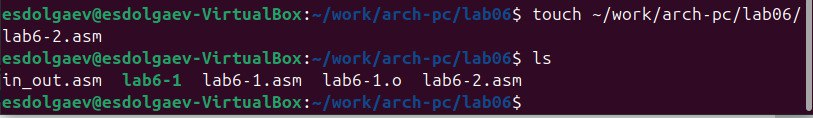 esdolgaev@esdolgaev-VirtualBox:~/work/arch-pc/lab06$ touch ~/work/arch-pc/lab06/
lab6-2.asm
esdolgaev@esdolgaev-VirtualBox:~/work/arch-pc/lab06$ ls
in_out.asm  lab6-1  lab6-1.asm  lab6-1.o  lab6-2.asm
esdolgaev@esdolgaev-VirtualBox:~/work/arch-pc/lab06$